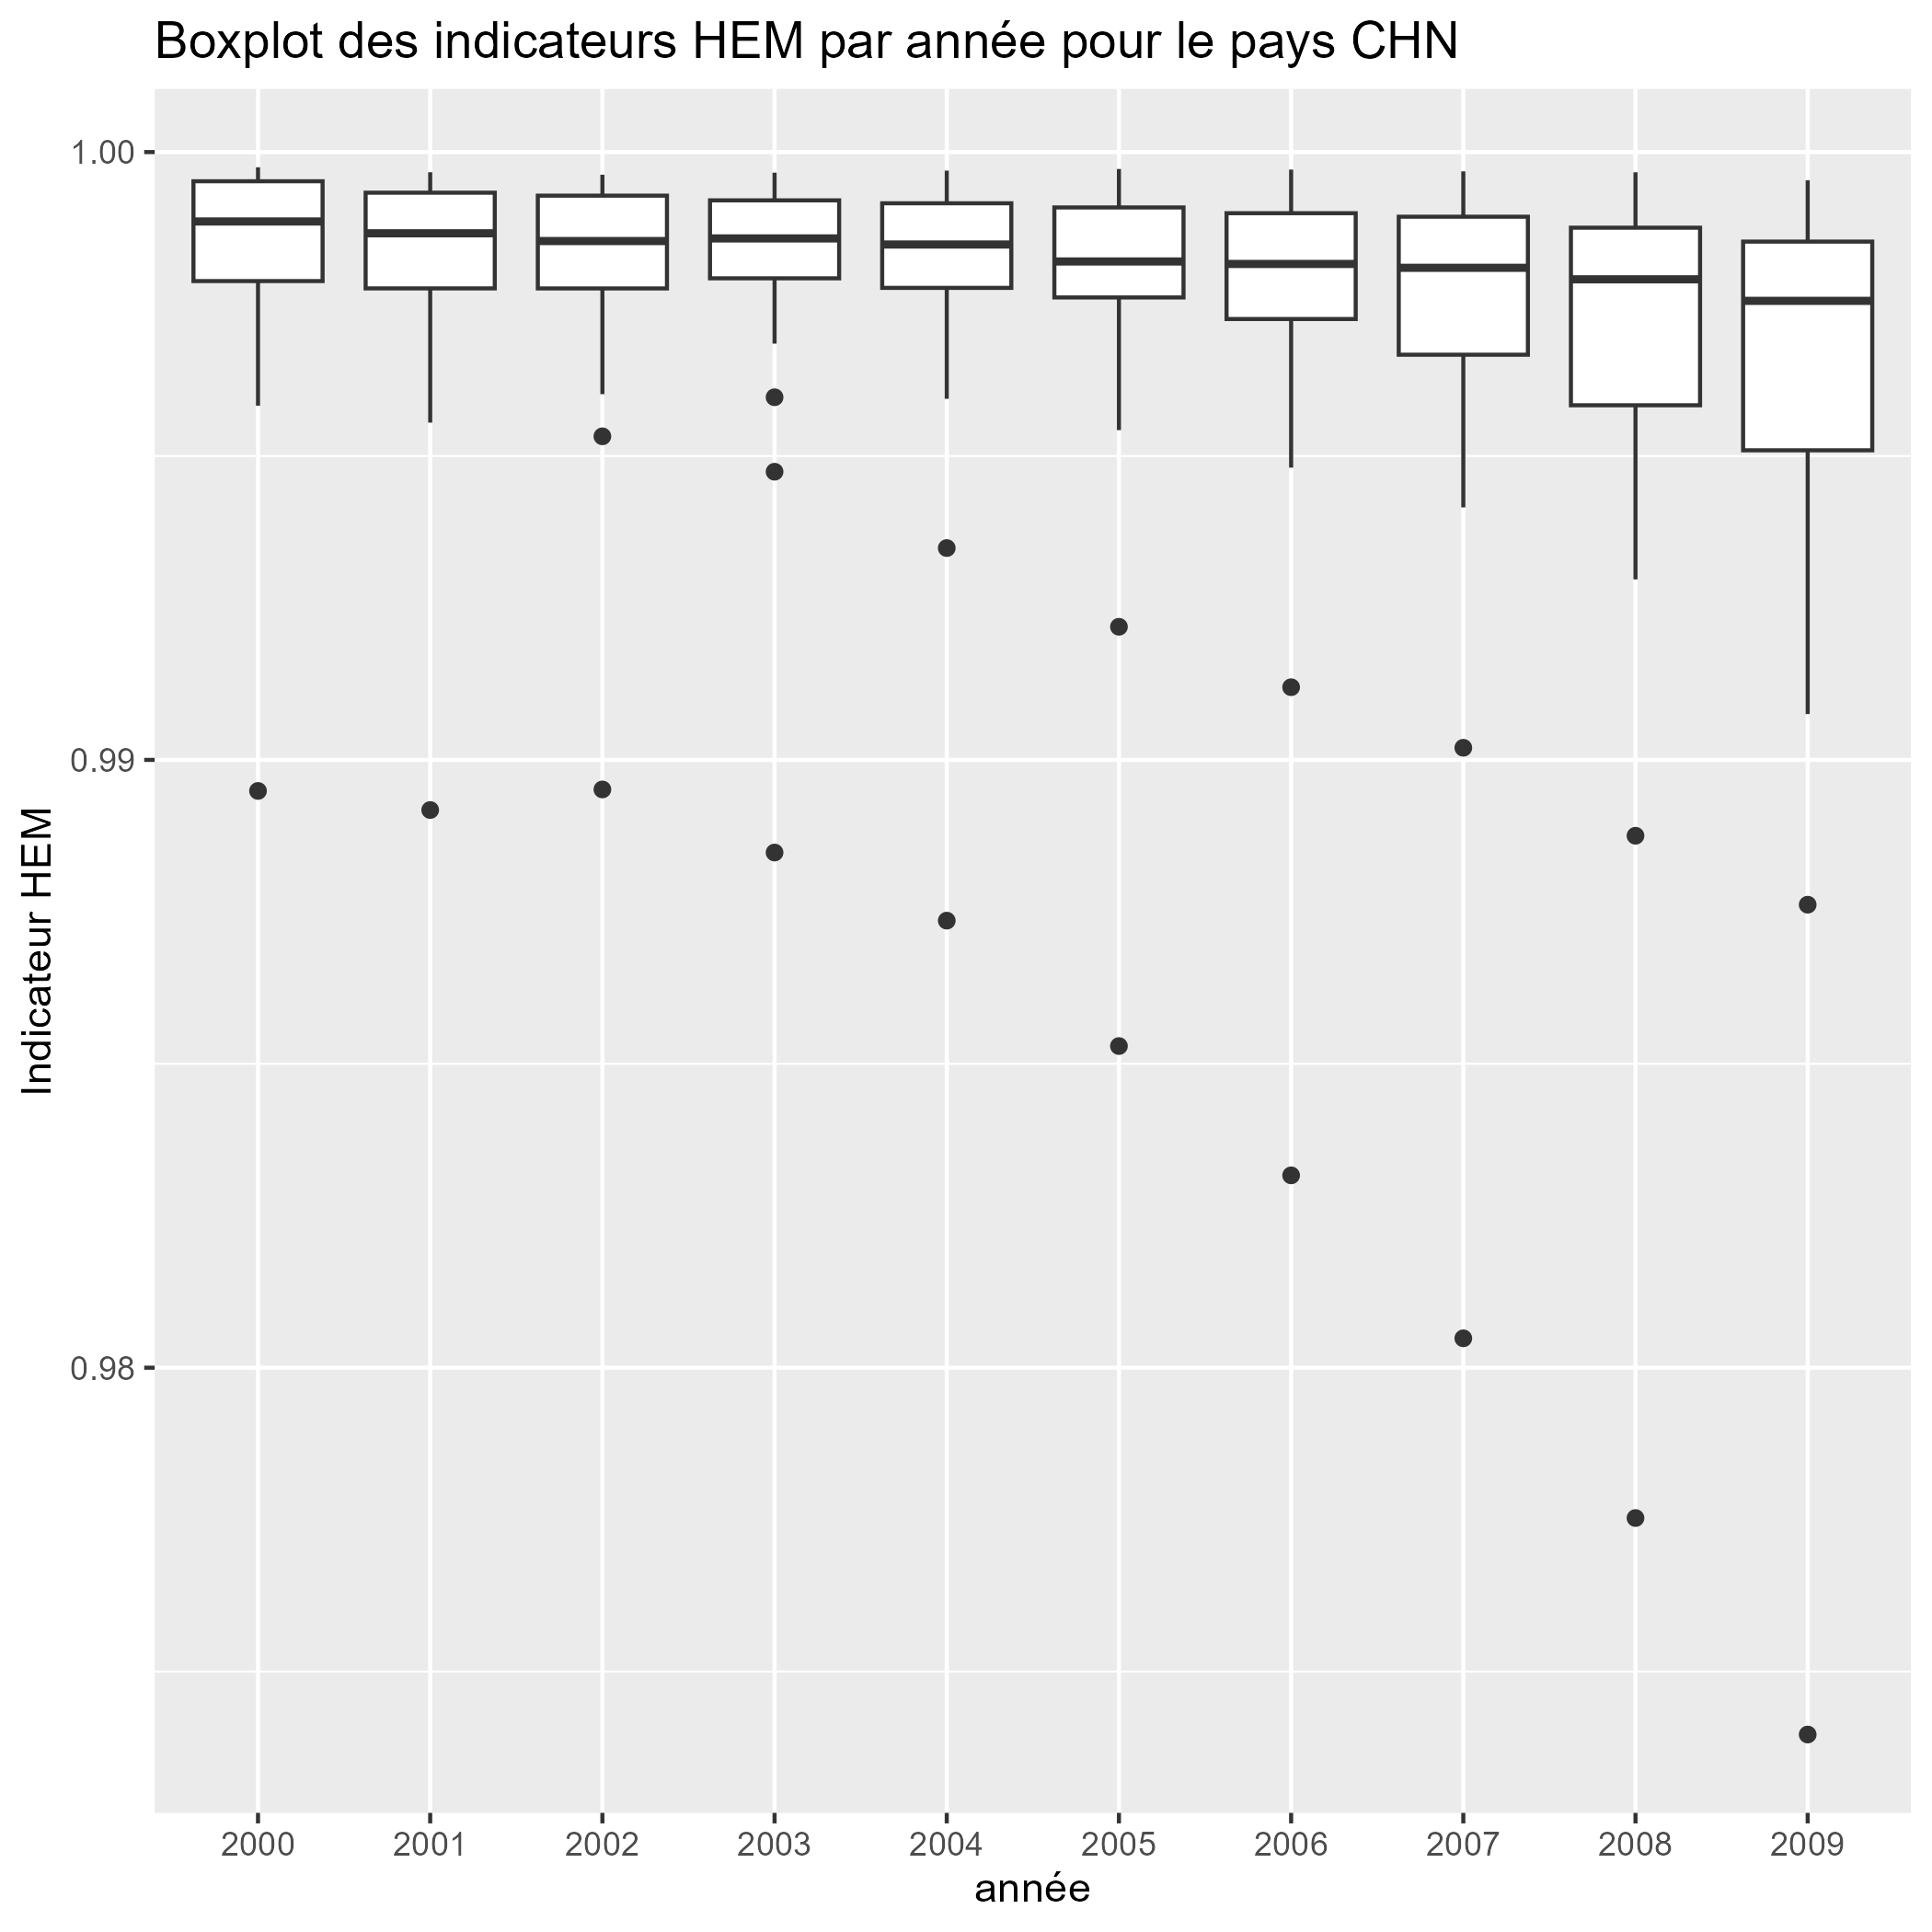 Boxplot des indicateurs HEM par année pour le pays CHN
1.00
0.99
0.98
Indicateur HEM
2000 2001 2002 2003 2004 2005 2006 2007 2008 2009
année